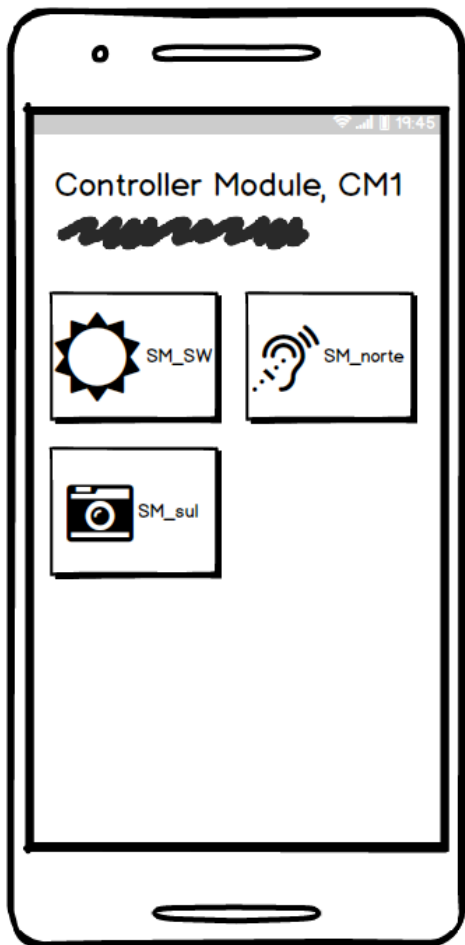 19:45
Controller Module, CM1
SM_SW
SM_norte
SM_sul